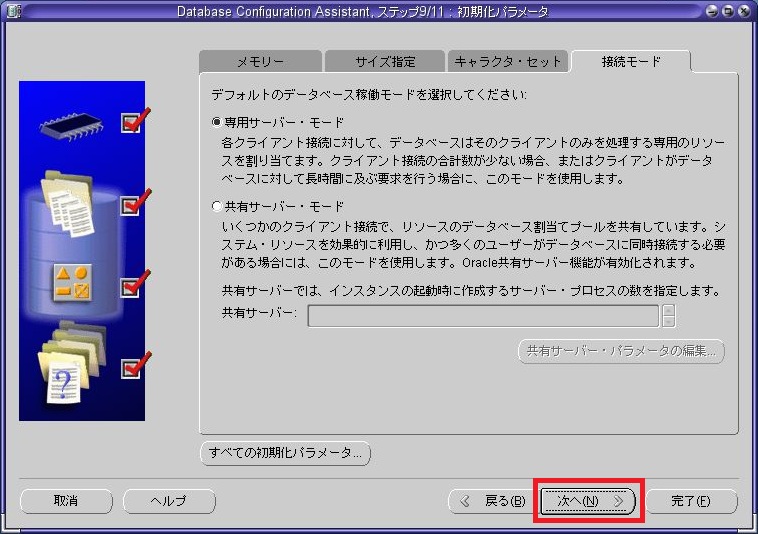 Database Configuration Assistant, ステップ9/11：初期化パラメータ
メモリー サイズ指定 キャラクタ・セット 接続モード
デフォルトのデータベース稼働モードを選択してください:
専用サーバー・モード
各クライアント接続に対して、データベースはそのクライアントのみを処理する専用のリソー
スを割り当てます。クライアント接続の合計数が少ない場合、またはクライアントがデータ
ベースに対して長時間に及ぶ要求を行う場合に、このモードを使用します。
共有サーバー・モード
いくつかのクライアント接続で、リソースのデータベース割当てプールを共有しています。シ
ステム・リソースを効果的に利用し、かつ多くのユーザーがデータベースに同時接続する必要
がある場合には、このモードを使用します。Oracle共有サーバー機能が有効化されます。
共有サーバーでは、インスタンスの起動時に作成するサーバー・プロセスの数を指定します。
共有サーバー:
共有サーバー・パラメータの編集...
すべての初期化パラメータ...
取消 ヘルプ 戻る(B) 次へ(N) 完了(F)